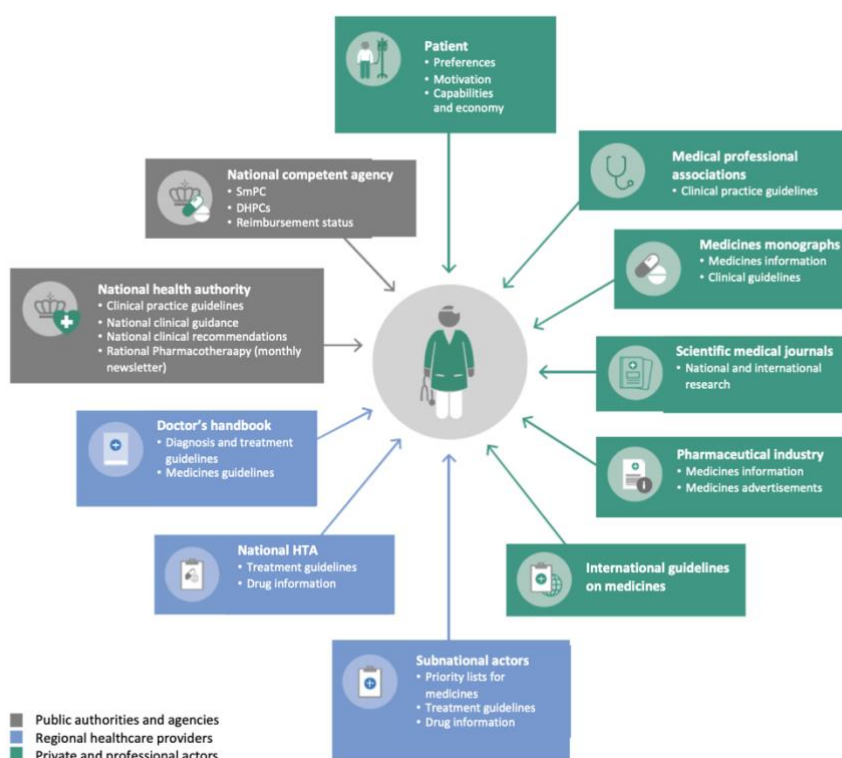 Patient
• Preferences
• Motivation
• Capabilities
and economy
Medical professional
associations
• Clinical practice guidelines
National competent agency
• SmPC
• DHPCs
• Reimbursement status
Medicines monographs
• Medicines information
• Clinical guidelines
National health authority
• Clinical practice guidelines
• National clinical guidance
• National clinical recommendations
• Rational Pharmacotheraapy (monthly
newsletter)
Scientific medical journals
• National and international
research
Doctor's handbook
• Diagnosis and treatment
guidelines
• Medicines guidelines
Pharmaceutical industry
• Medicines information
• Medicines advertisements
National HTA
• Treatment guidelines
• Drug information
International guidelines
on medicines
Subnational actors
• Priority lists for
medicines
• Treatment guidelines
• Drug information
Public authorities and agencies
Regional healthcare providers
Private and professional actors